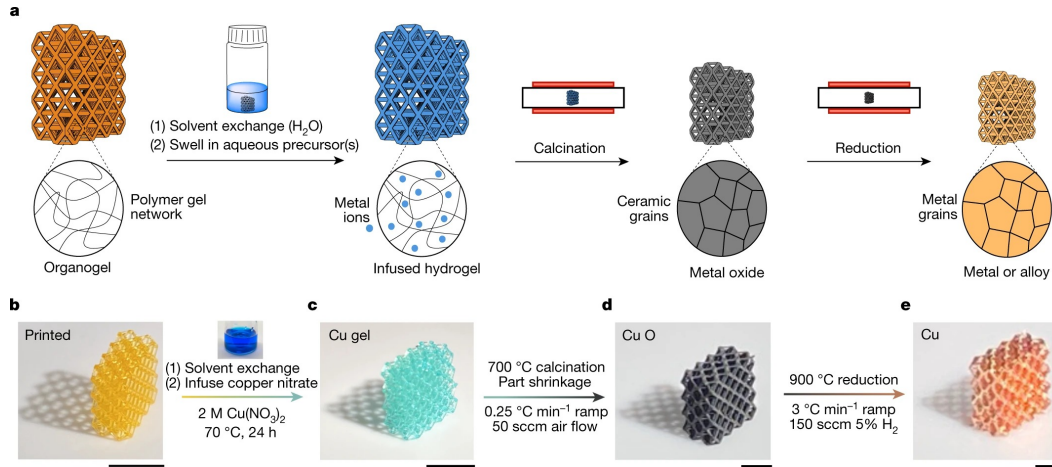 a
(1) Solvent exchange (H₂O)
(2) Swell in aqueous precursor(s)
Calcination
Reduction
Polymer gel
network
Metal
ions
Ceramic
grains
Metal
grains
Organogel
Infused hydrogel
Metal oxide
Metal or alloy
b
Printed
(1) Solvent exchange
(2) Infuse copper nitrate
2 M Cu(NO₃)₂
70 °C, 24 h
c
Cu gel
700 °C calcination
Part shrinkage
0.25 °C min⁻¹ ramp
50 sccm air flow
d
Cu O
900 °C reduction
3 °C min⁻¹ ramp
150 sccm 5% H₂
e
Cu